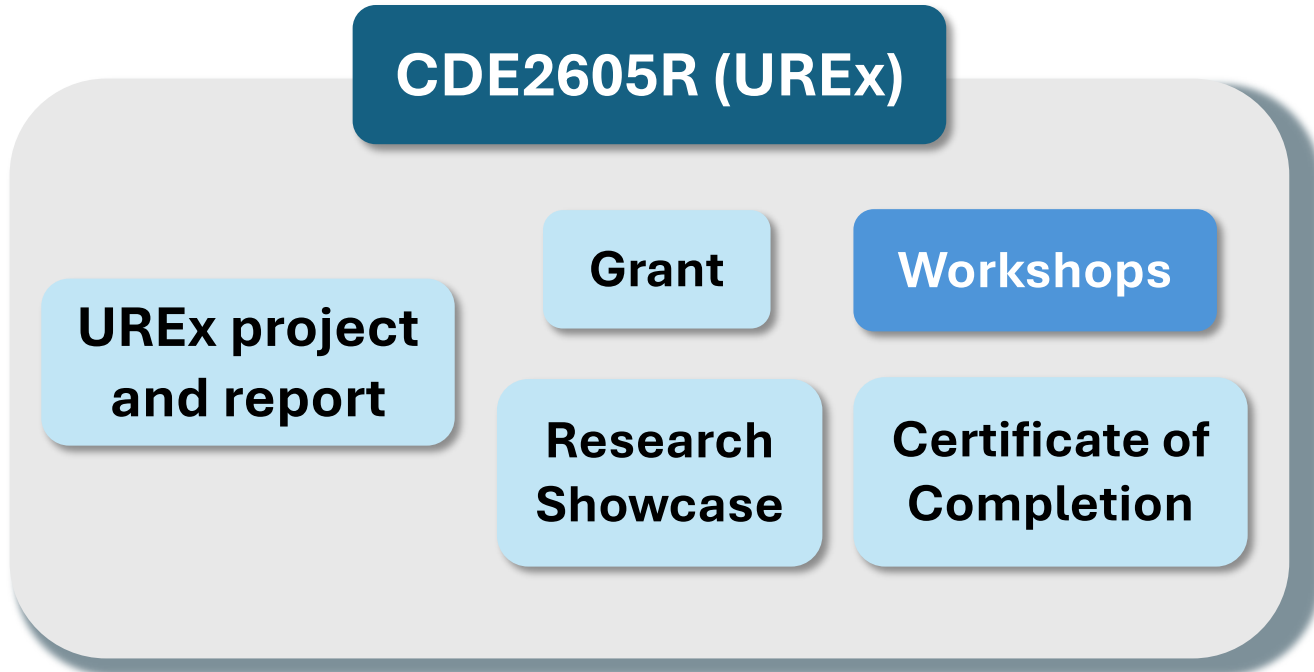 CDE2605R (UREx)
UREx project
and report
Grant
Workshops
Research
Showcase
Certificate of
Completion